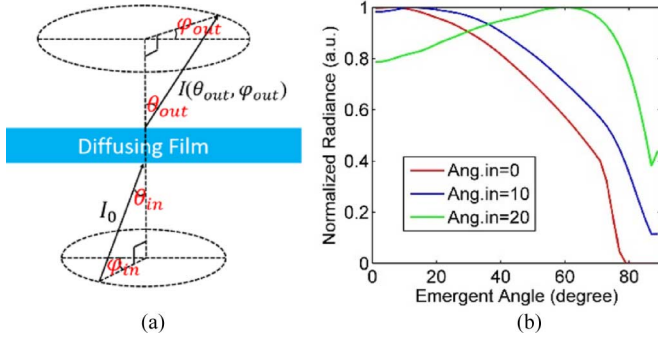 φout
I(θout, φout)
θout
Diffusing Film
θin
I0
φin
(a)
Normalized Radiance (a.u.)
1
0.8
0.6
0.4
0.2
0
Ang.in=0
Ang.in=10
Ang.in=20
0 20 40 60 80
Emergent Angle (degree)
(b)